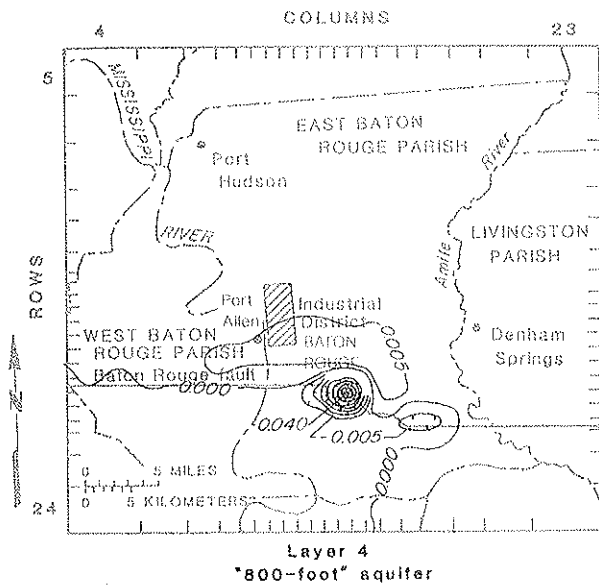 COLUMNS
4
23
5
MISSISSIPPI
EAST BATON
ROUGE PARISH
Port
Hudson
River
RIVER
Amite
LIVINGSTON
PARISH
ROWS
Port
Allen
Industrial
District
BATON
ROUGE
0.005
Denham
Springs
WEST BATON
ROUGE PARISH
Baton Rouge fault
0.000
0.040
0.005
0.000
N
0 5 MILES
0 5 KILOMETERS
24
Layer 4
"800-foot" aquifer